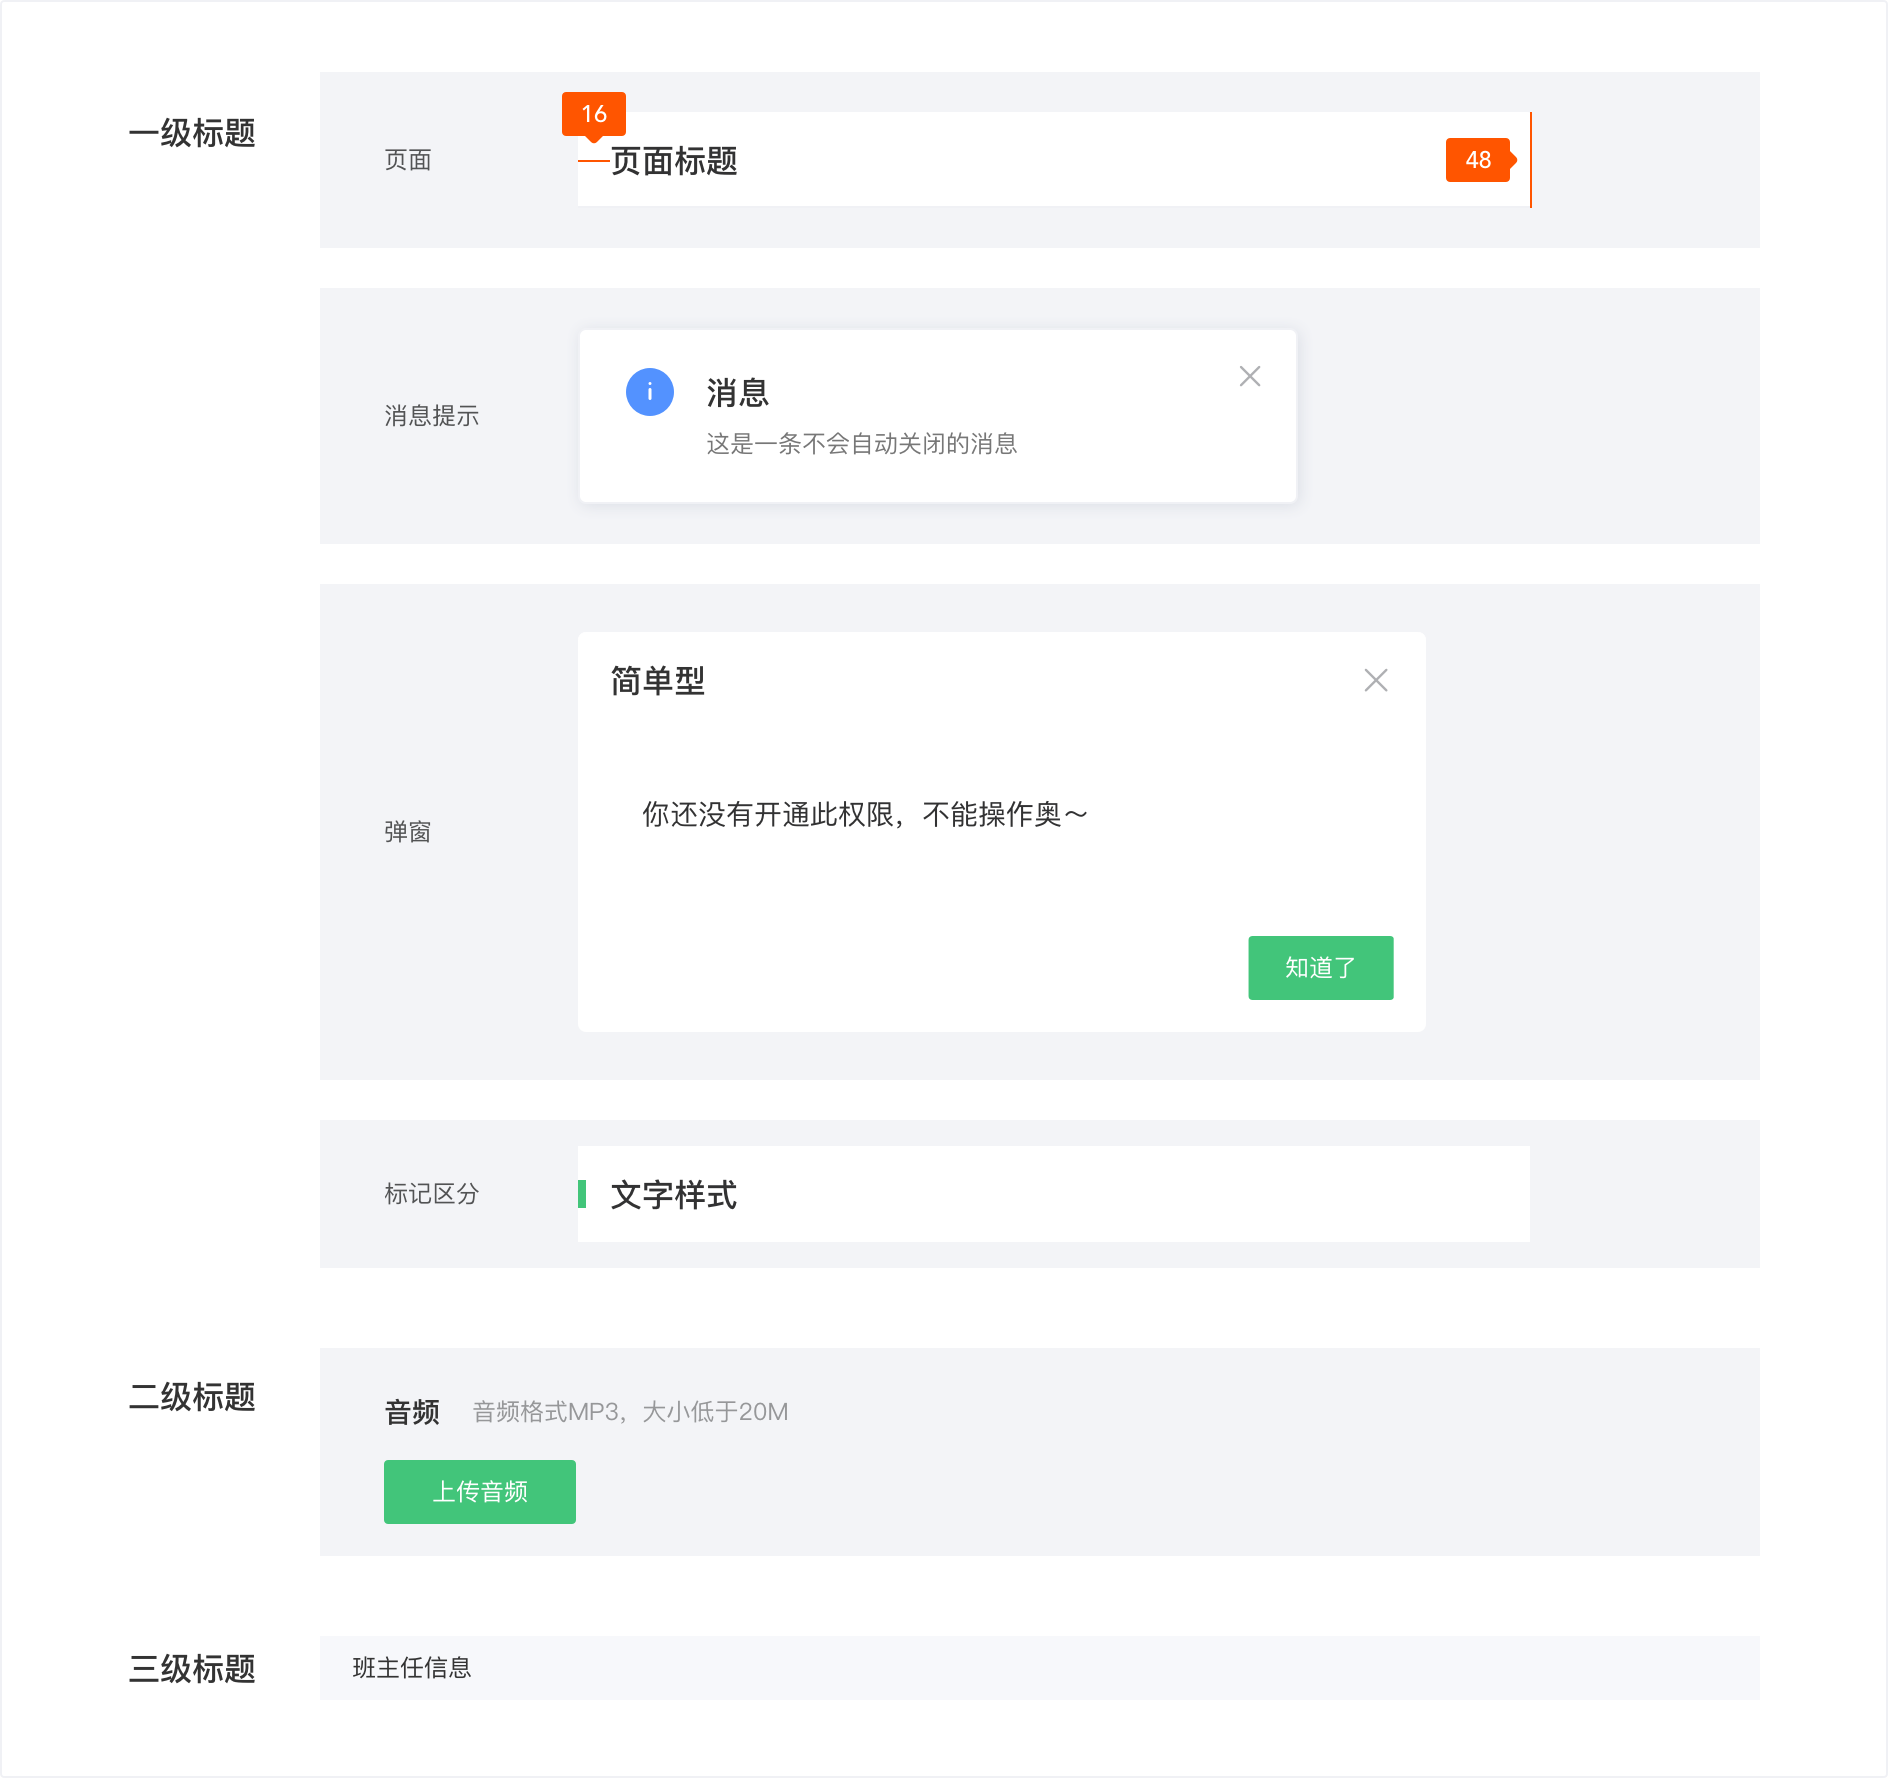 一级标题
16
页面
页面标题
48
消息提示
消息
这是一条不会自动关闭的消息
弹窗
简单型
你还没有开通此权限，不能操作奥～
知道了
标记区分
文字样式
二级标题
音频 音频格式MP3，大小低于20M
上传音频
三级标题
班主任信息